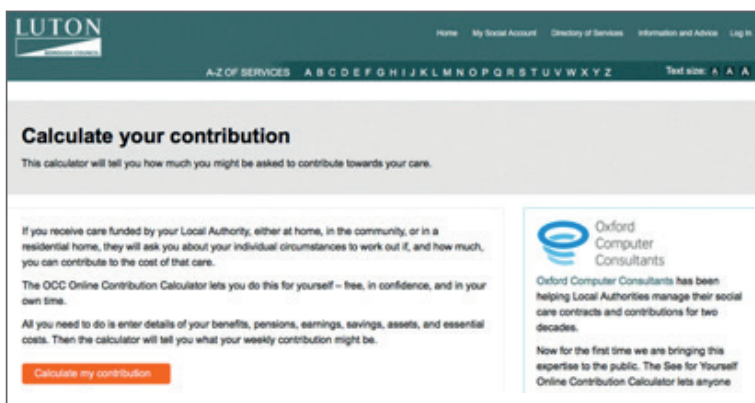 LUTON
BOROUGH COUNCIL
Home My Social Account Directory of Services Information and Advice Log In
A-Z OF SERVICES A B C D E F G H I J K L M N O P Q R S T U V W X Y Z Text size: A A A
Calculate your contribution
This calculator will tell you how much you might be asked to contribute towards your care.
If you receive care funded by your Local Authority, either at home, in the community, or in a
residential home, they will ask you about your individual circumstances to work out if, and how much,
you can contribute to the cost of that care.
The OCC Online Contribution Calculator lets you do this for yourself – free, in confidence, and in your
own time.
All you need to do is enter details of your benefits, pensions, earnings, savings, assets, and essential
costs. Then the calculator will tell you what your weekly contribution might be.
Calculate my contribution
Oxford
Computer
Consultants
Oxford Computer Consultants has been
helping Local Authorities manage their social
care contracts and contributions for two
decades.
Now for the first time we are bringing this
expertise to the public. The See for Yourself
Online Contribution Calculator lets anyone